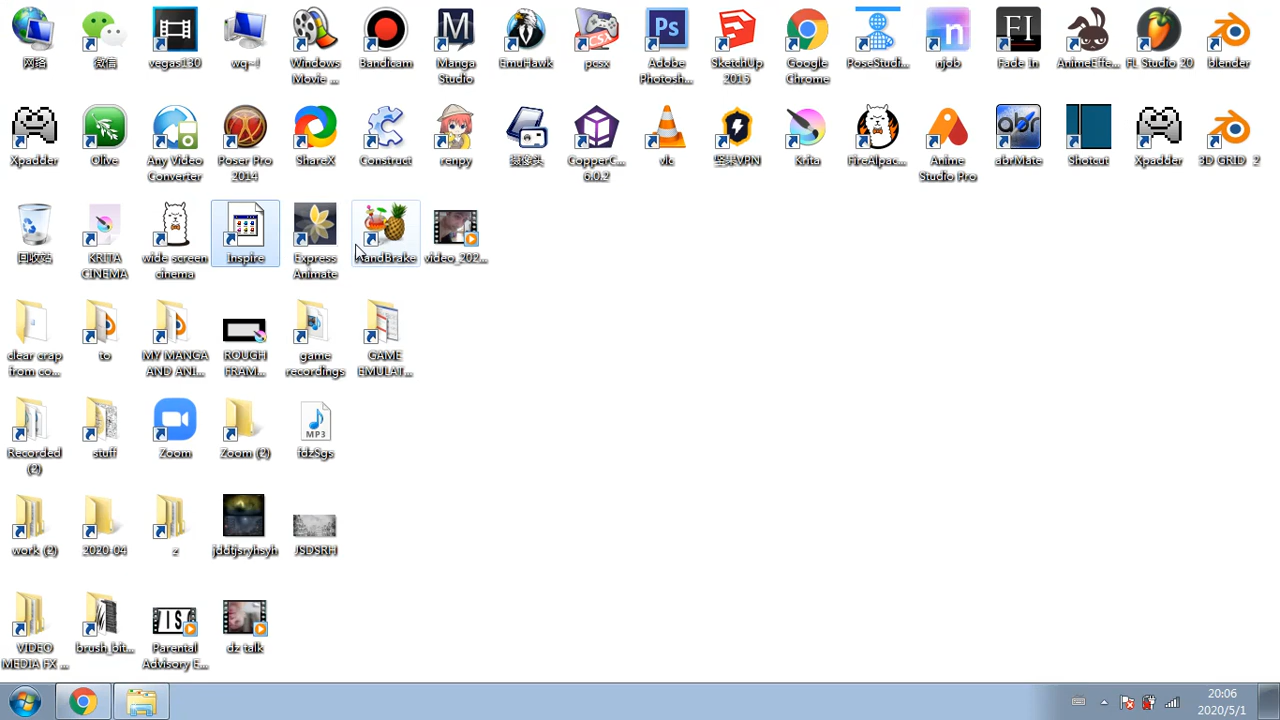 网络
微信
vegas130
wq~!
Windows
Movie ...
Bandicam
Manga
Studio
EmuHawk
pcsx
Adobe
Photosh...
SketchUp
2015
Google
Chrome
PoseStudi...
njob
Fade In
AnimeEffe...
FL Studio 20
blender
Xpadder
Olive
Any Video
Converter
Poser Pro
2014
ShareX
Construct
renpy
摄像头
CopperC...
6.0.2
vlc
坚果VPN
Krita
FireAlpac...
Anime
Studio Pro
abrMate
Shotcut
Xpadder
3D GRID  2
回收站
KRITA
CINEMA
wide screen
cinema
Inspire
Express
Animate
HandBrake
video_202...
clear crap
from co...
to
MY MANGA
AND ANI...
ROUGH
FRAM...
game
recordings
GAME
EMULAT...
Recorded
(2)
stuff
Zoom
Zoom (2)
MP3
fdzSgs
work (2)
2020-04
z
jddtjsryhsyh
JSDSRH
VIDEO
MEDIA FX ...
brush_bit...
I S
Parental
Advisory E...
dz talk
20:06
2020/5/1